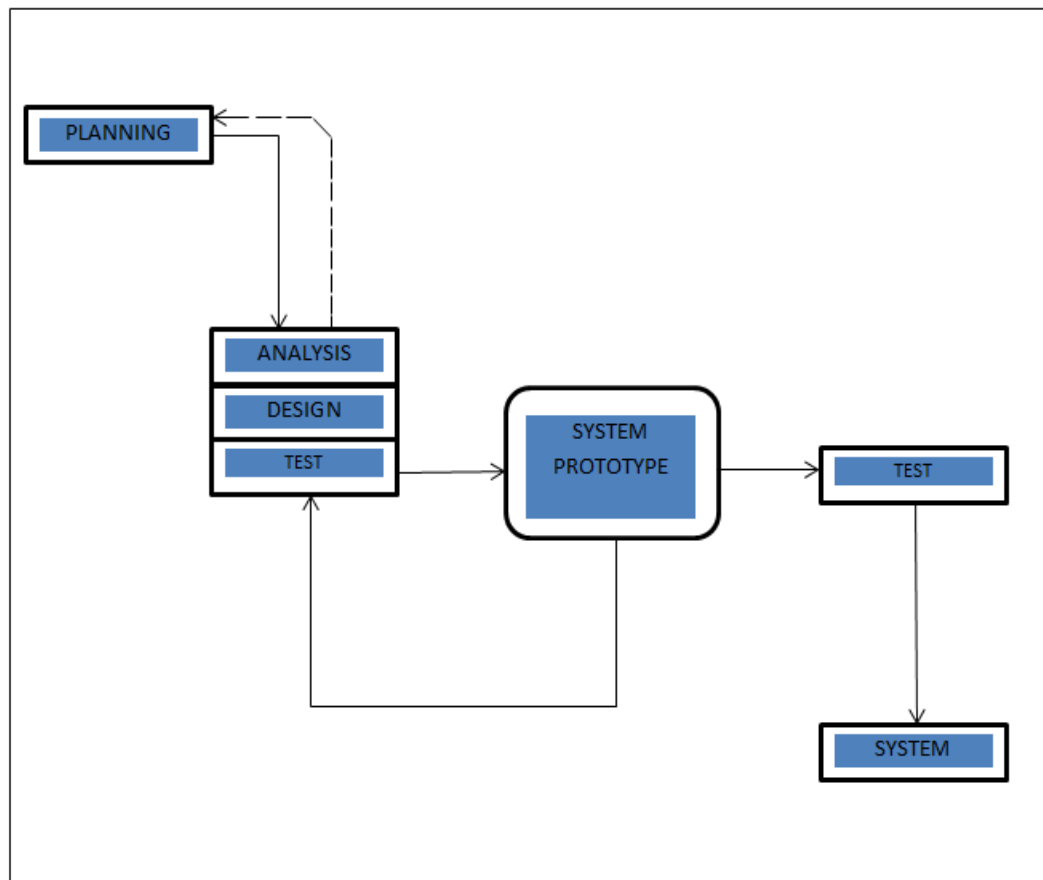 PLANNING
ANALYSIS
DESIGN
TEST
SYSTEM
PROTOTYPE
TEST
SYSTEM